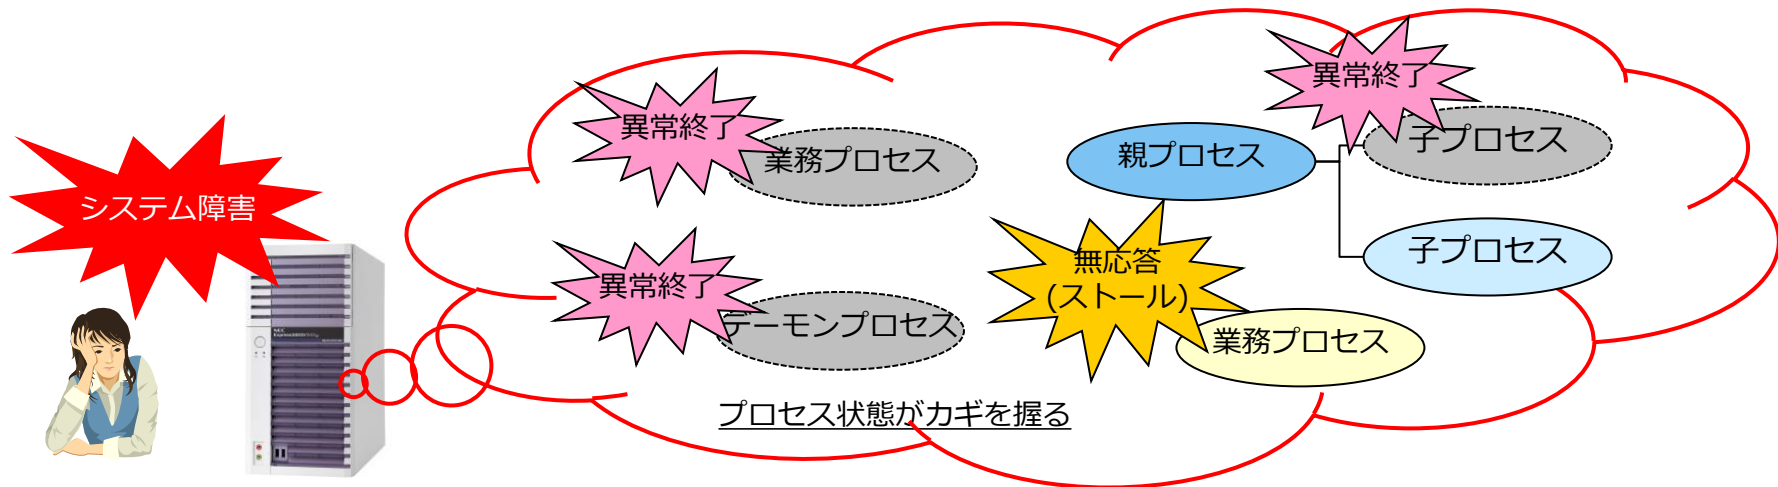 システム障害
異常終了
業務プロセス
異常終了
デーモンプロセス
異常終了
親プロセス
子プロセス
子プロセス
無応答
(ストール)
業務プロセス
プロセス状態がカギを握る
NEC